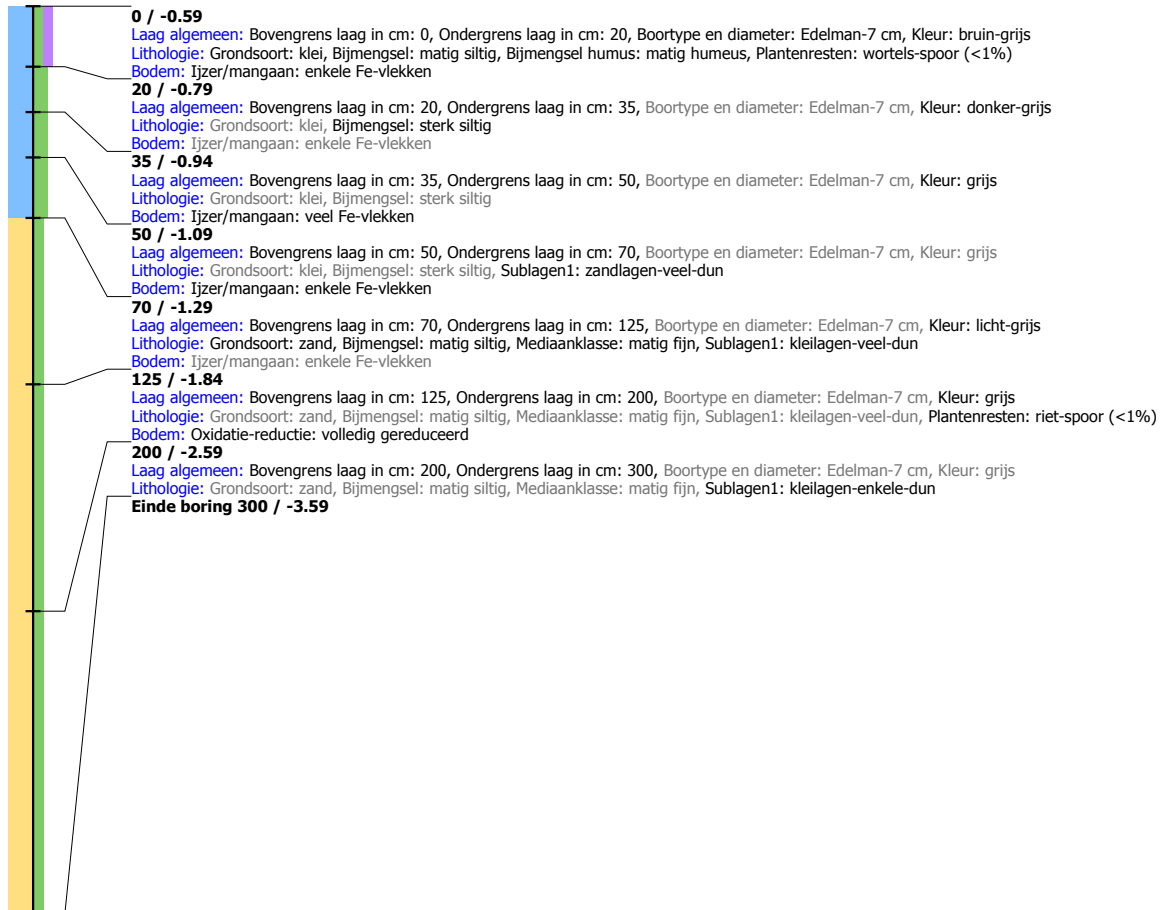 0 / -0.59
Laag algemeen: Bovengrens laag in cm: 0, Ondergrens laag in cm: 20, Boortype en diameter: Edelman-7 cm, Kleur: bruin-grijs
Lithologie: Grondsoort: klei, Bijmengsel: matig siltig, Bijmengsel humus: matig humeus, Plantenresten: wortels-spoor (<1%)
Bodem: Ijzer/mangaan: enkele Fe-vlekken
20 / -0.79
Laag algemeen: Bovengrens laag in cm: 20, Ondergrens laag in cm: 35, Boortype en diameter: Edelman-7 cm, Kleur: donker-grijs
Lithologie: Grondsoort: klei, Bijmengsel: sterk siltig
Bodem: Ijzer/mangaan: enkele Fe-vlekken
35 / -0.94
Laag algemeen: Bovengrens laag in cm: 35, Ondergrens laag in cm: 50, Boortype en diameter: Edelman-7 cm, Kleur: grijs
Lithologie: Grondsoort: klei, Bijmengsel: sterk siltig
Bodem: Ijzer/mangaan: veel Fe-vlekken
50 / -1.09
Laag algemeen: Bovengrens laag in cm: 50, Ondergrens laag in cm: 70, Boortype en diameter: Edelman-7 cm, Kleur: grijs
Lithologie: Grondsoort: klei, Bijmengsel: sterk siltig, Sublagen1: zandlagen-veel-dun
Bodem: Ijzer/mangaan: enkele Fe-vlekken
70 / -1.29
Laag algemeen: Bovengrens laag in cm: 70, Ondergrens laag in cm: 125, Boortype en diameter: Edelman-7 cm, Kleur: licht-grijs
Lithologie: Grondsoort: zand, Bijmengsel: matig siltig, Mediaanklasse: matig fijn, Sublagen1: kleilagen-veel-dun
Bodem: Ijzer/mangaan: enkele Fe-vlekken
125 / -1.84
Laag algemeen: Bovengrens laag in cm: 125, Ondergrens laag in cm: 200, Boortype en diameter: Edelman-7 cm, Kleur: grijs
Lithologie: Grondsoort: zand, Bijmengsel: matig siltig, Mediaanklasse: matig fijn, Sublagen1: kleilagen-veel-dun, Plantenresten: riet-spoor (<1%)
Bodem: Oxidatie-reductie: volledig gereduceerd
200 / -2.59
Laag algemeen: Bovengrens laag in cm: 200, Ondergrens laag in cm: 300, Boortype en diameter: Edelman-7 cm, Kleur: grijs
Lithologie: Grondsoort: zand, Bijmengsel: matig siltig, Mediaanklasse: matig fijn, Sublagen1: kleilagen-enkele-dun
Einde boring 300 / -3.59